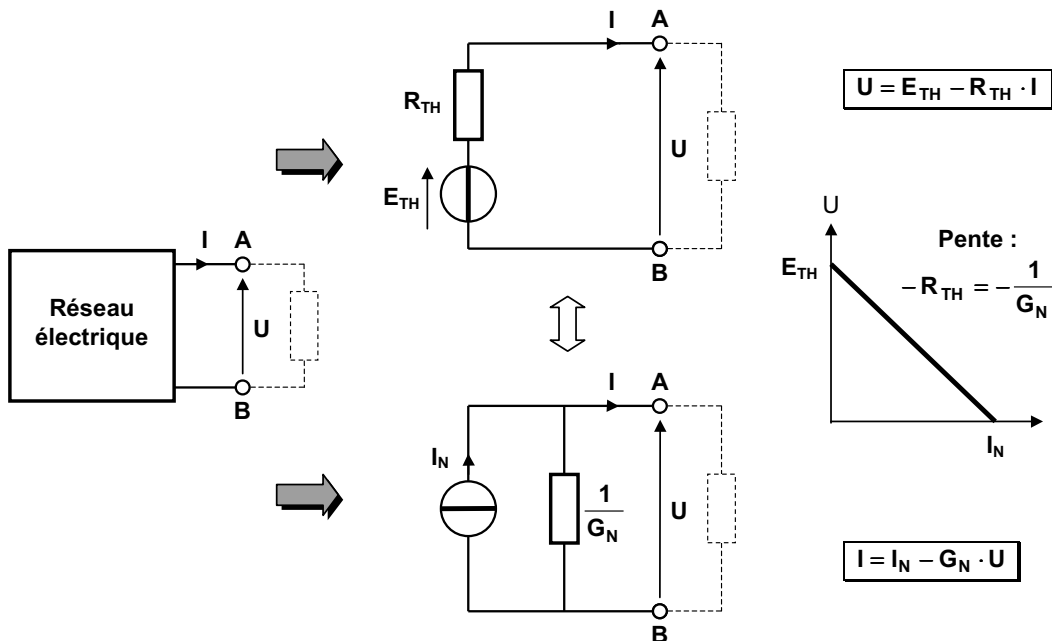 Réseau
électrique
I
A
U
B
I
A
R_TH
E_TH
U
B
I
A
I_N
1/G_N
U
B
U = E_TH − R_TH · I
U
E_TH
Pente :
−R_TH = −1/G_N
I_N
I = I_N − G_N · U